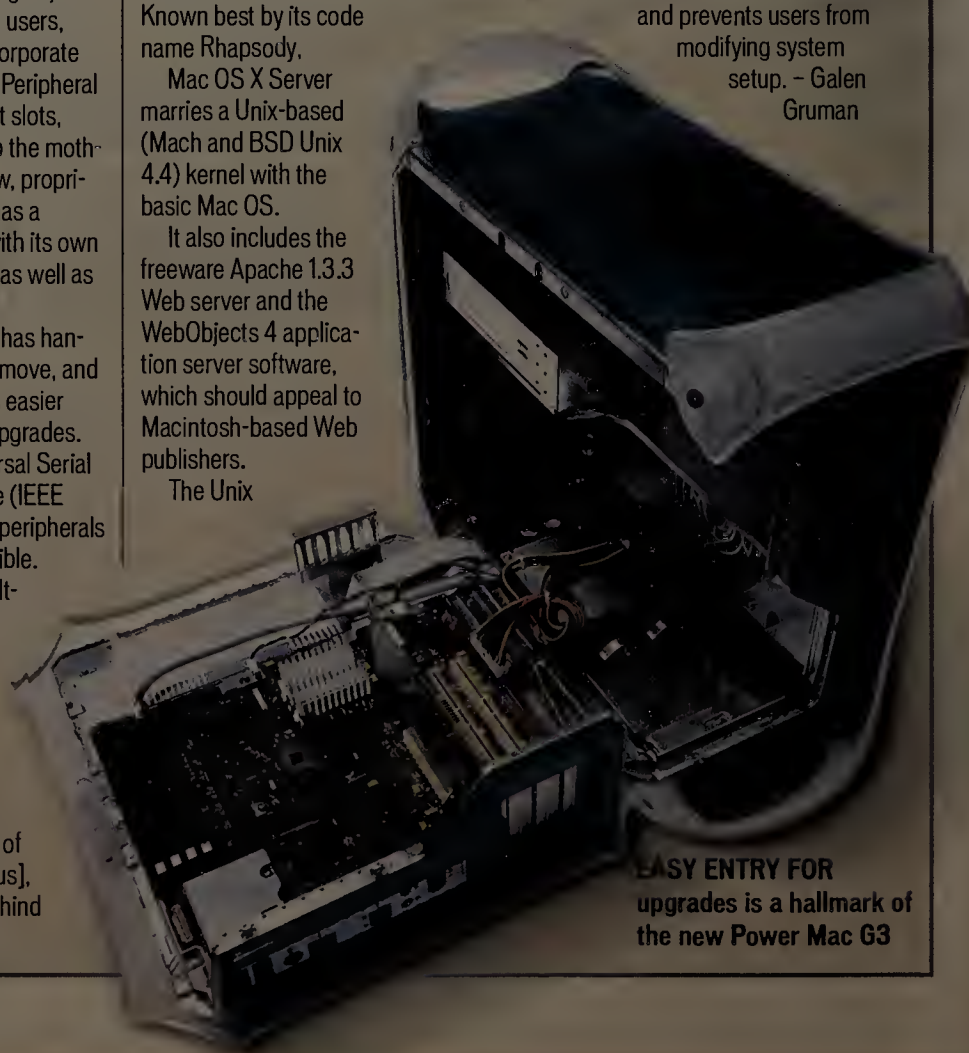 users,
orporate
Peripheral
t slots,
the moth-
w, propri-
as a
ith its own
as well as
has han-
move, and
easier
pgrades.
rsal Serial
e (IEEE
peripherals
ible.
lt-
of
us],
hind
Known best by its code
name Rhapsody,
Mac OS X Server
marries a Unix-based
(Mach and BSD Unix
4.4) kernel with the
basic Mac OS.
It also includes the
freeware Apache 1.3.3
Web server and the
WebObjects 4 applica-
tion server software,
which should appeal to
Macintosh-based Web
publishers.
The Unix
and prevents users from
modifying system
setup. – Galen
Gruman
EASY ENTRY FOR
upgrades is a hallmark of
the new Power Mac G3